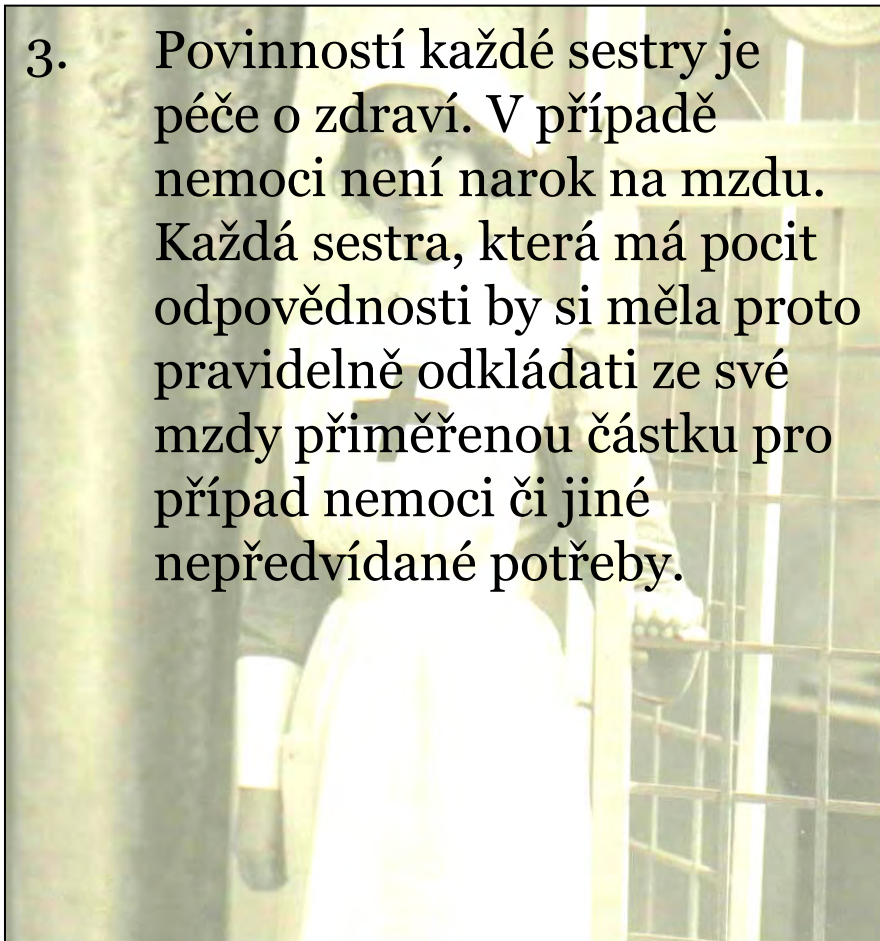 3. Povinností každé sestry je
péče o zdraví. V případě
nemoci není narok na mzdu.
Každá sestra, která má pocit
odpovědnosti by si měla proto
pravidelně odkládati ze své
mzdy přiměřenou částku pro
případ nemoci či jiné
nepředvídané potřeby.